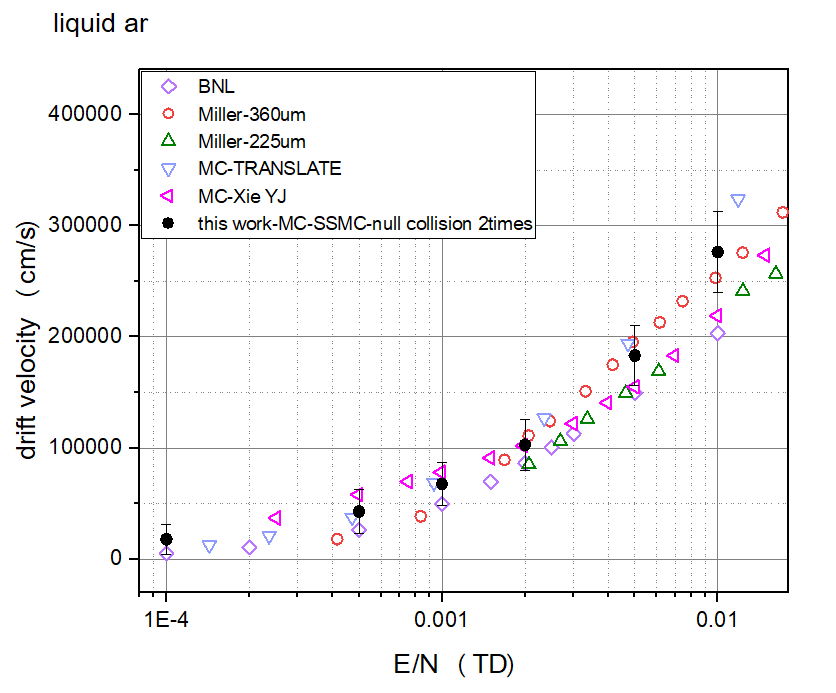 liquid ar
BNL
Miller-360um
Miller-225um
MC-TRANSLATE
MC-Xie YJ
this work-MC-SSMC-null collision 2times
400000
300000
200000
100000
0
drift velocity (cm/s)
1E-4 0.001 0.01
E/N (TD)